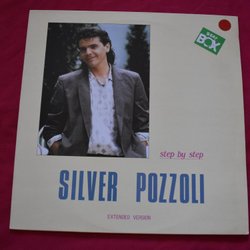 BOX
step by step
SILVER POZZOLI
EXTENDED VERSION